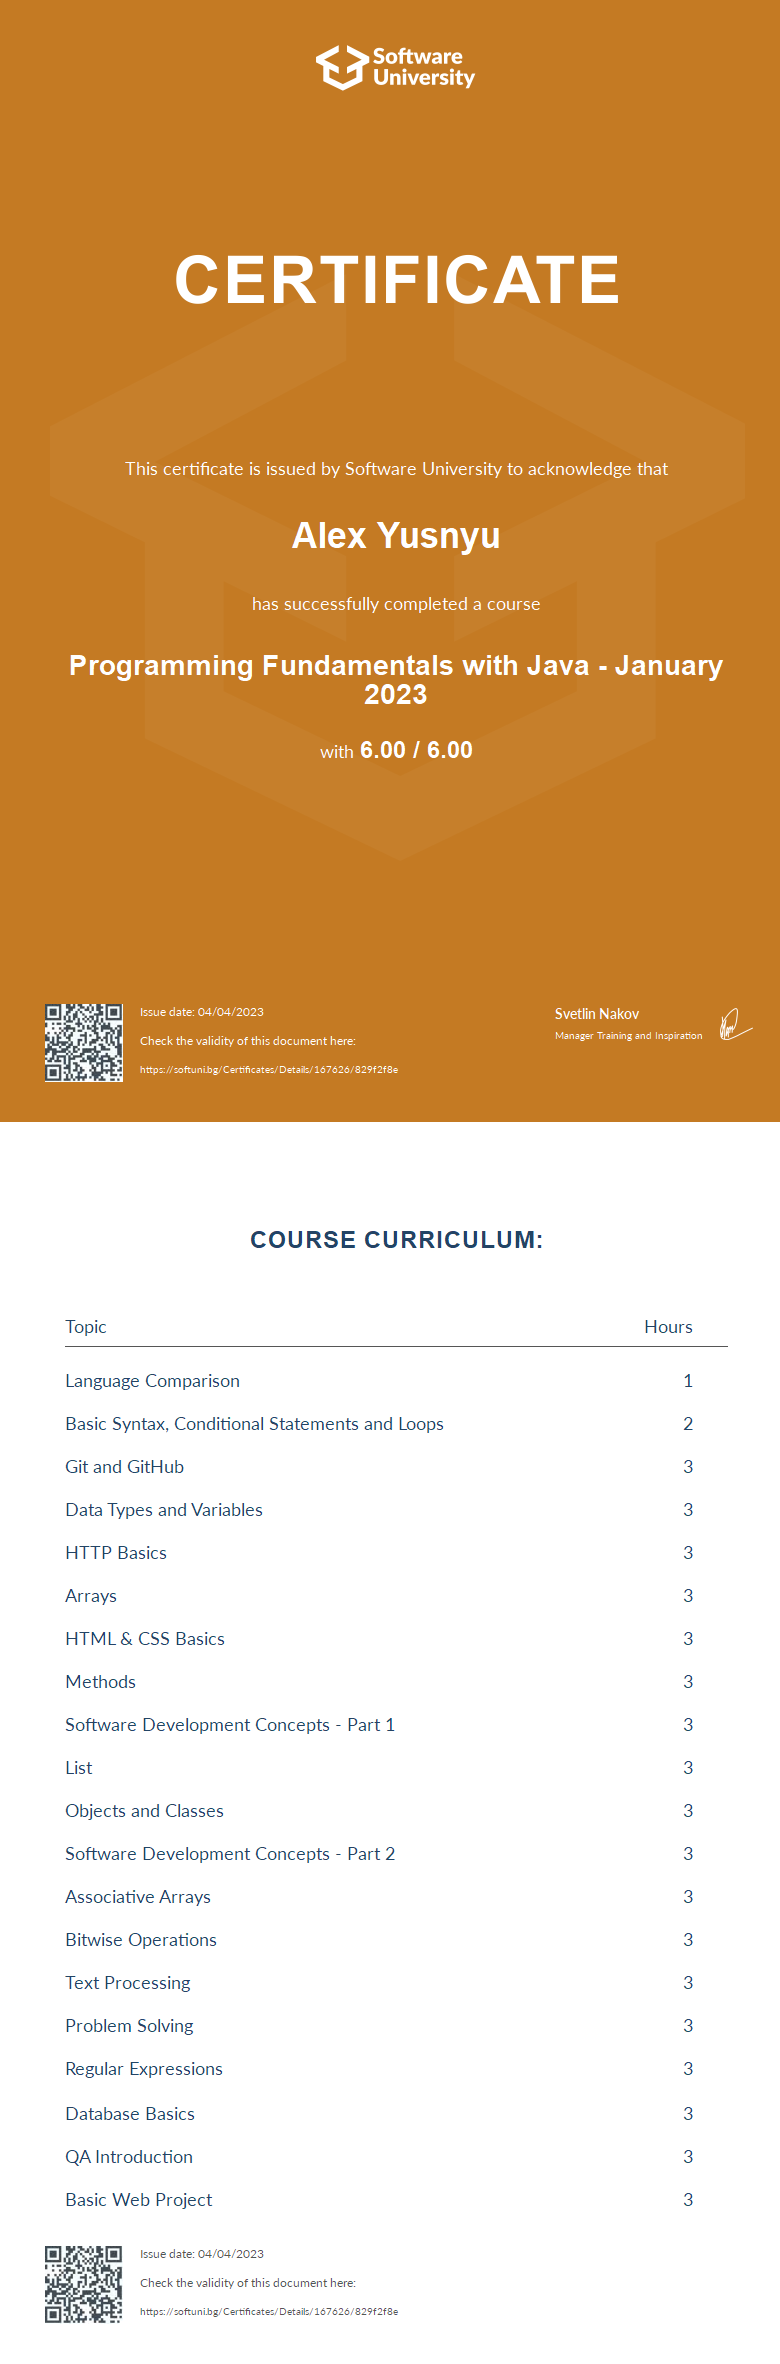 Software
University
CERTIFICATE
This certificate is issued by Software University to acknowledge that
Alex Yusnyu
has successfully completed a course
Programming Fundamentals with Java - January
2023
with 6.00 / 6.00
Issue date: 04/04/2023
Check the validity of this document here:
https://softuni.bg/Certificates/Details/167626/829f2f8e
Svetlin Nakov
Manager Training and Inspiration
COURSE CURRICULUM:
Topic Hours
Language Comparison 1
Basic Syntax, Conditional Statements and Loops 2
Git and GitHub 3
Data Types and Variables 3
HTTP Basics 3
Arrays 3
HTML & CSS Basics 3
Methods 3
Software Development Concepts - Part 1 3
List 3
Objects and Classes 3
Software Development Concepts - Part 2 3
Associative Arrays 3
Bitwise Operations 3
Text Processing 3
Problem Solving 3
Regular Expressions 3
Database Basics 3
QA Introduction 3
Basic Web Project 3
Issue date: 04/04/2023
Check the validity of this document here:
https://softuni.bg/Certificates/Details/167626/829f2f8e